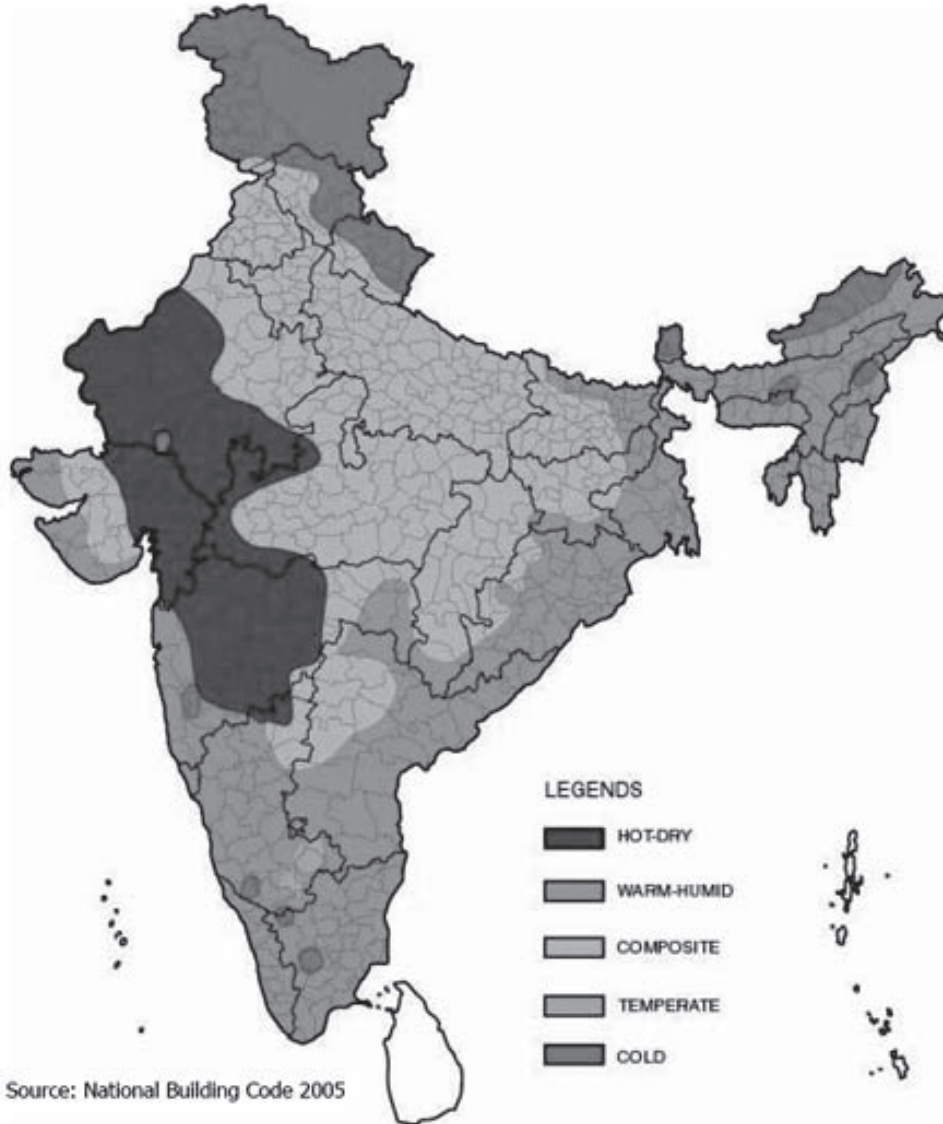 LEGENDS
HOT-DRY
WARM-HUMID
COMPOSITE
TEMPERATE
COLD
Source: National Building Code 2005